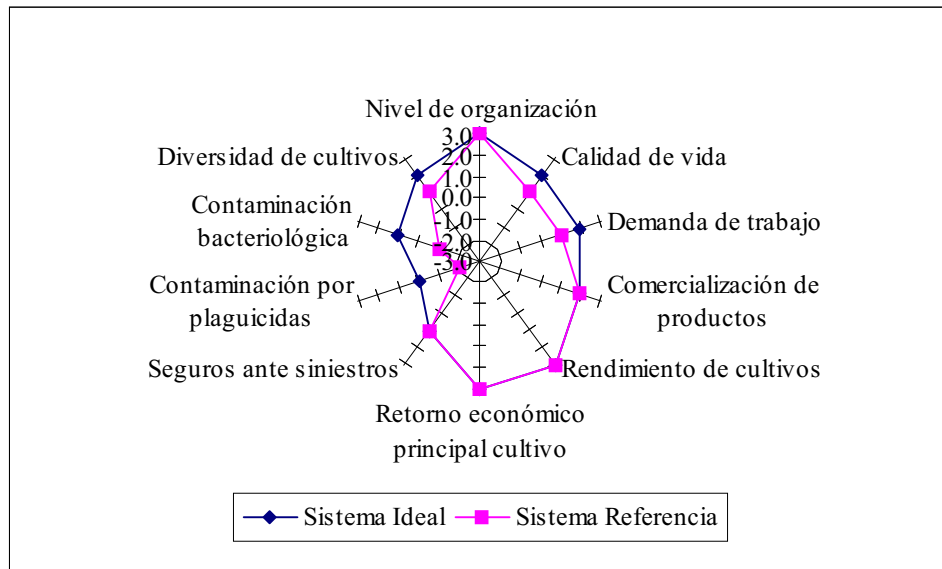 Nivel de organización
3.0
2.0
1.0
0.0
-1.0
-2.0
-3.0
Calidad de vida
Demanda de trabajo
Comercialización de
productos
Rendimiento de cultivos
Retorno económico
principal cultivo
Seguros ante siniestros
Contaminación por
plaguicidas
Contaminación
bacteriológica
Diversidad de cultivos
Sistema Ideal
Sistema Referencia